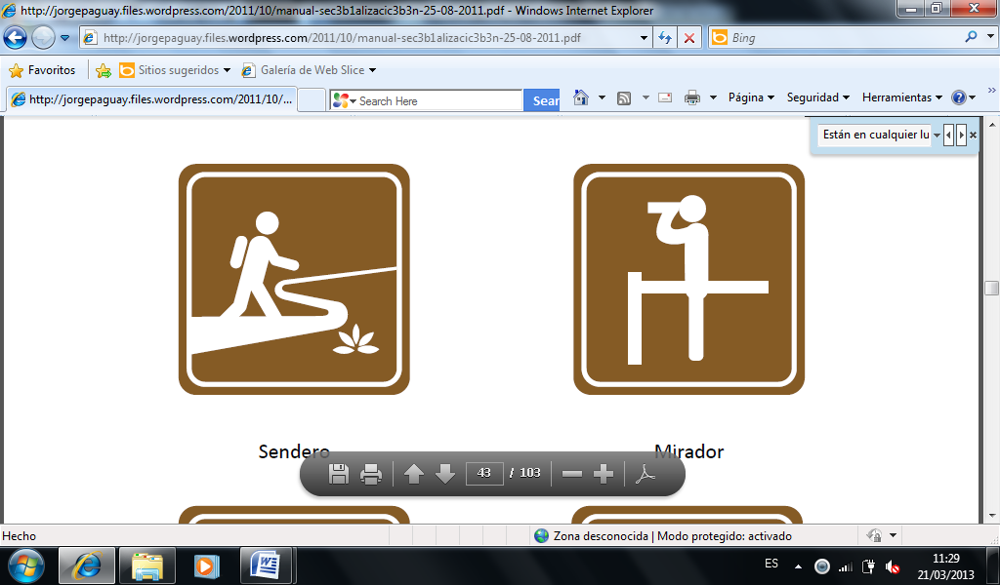 http://jorgepaguay.files.wordpress.com/2011/10/manual-sec3b1alizacic3b3n-25-08-2011.pdf - Windows Internet Explorer
http://jorgepaguay.files.wordpress.com/2011/10/manual-sec3b1alizacic3b3n-25-08-2011.pdf
Bing
Favoritos
Sitios sugeridos
Galería de Web Slice
http://jorgepaguay.files.wordpress.com/2011/10/...
Search Here
Sear
Página
Seguridad
Herramientas
Están en cualquier lu
Sendero
Mirador
43 / 103
Hecho
Zona desconocida | Modo protegido: activado
ES
11:29
21/03/2013